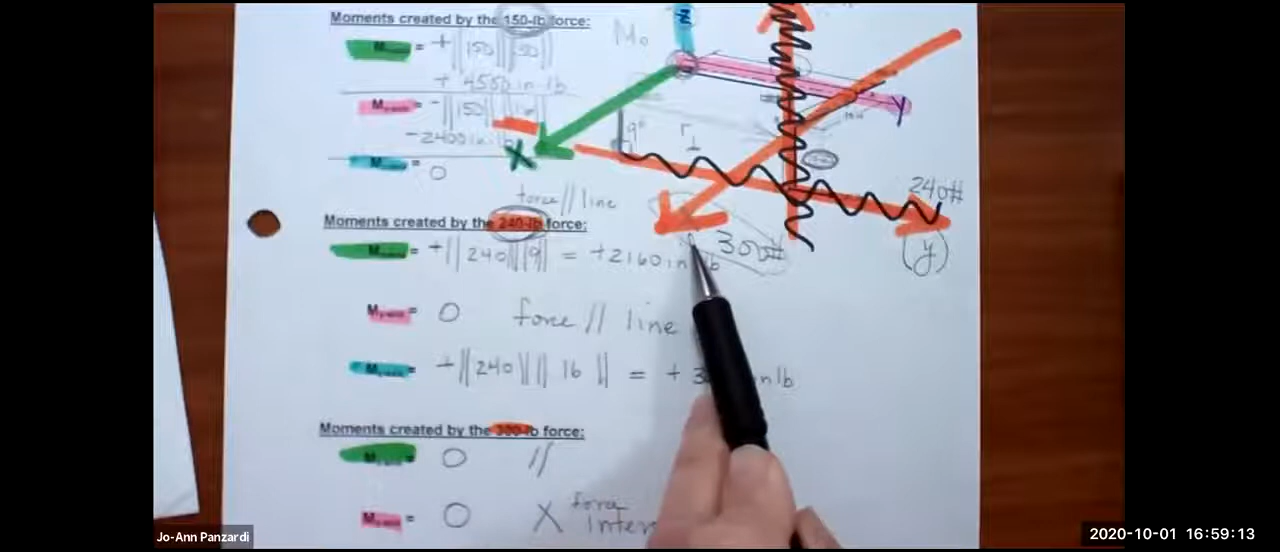 Moments created by the 150-lb force:
= + ||150|| ||30||
+ 4550 in lb
= - ||150|| ||16||
- 2400 in lb
= 0
Mo
X
Y
9"
r⊥
240#
(y)
300#
force // line
Moments created by the 240-lb force:
= + ||240|| ||9|| = +2160 in lb
= 0 force // line
= + ||240|| || 16 || = + 3 in lb
Moments created by the 300-lb force:
= 0 //
= 0 X force inter
Jo-Ann Panzardi
2020-10-01 16:59:13